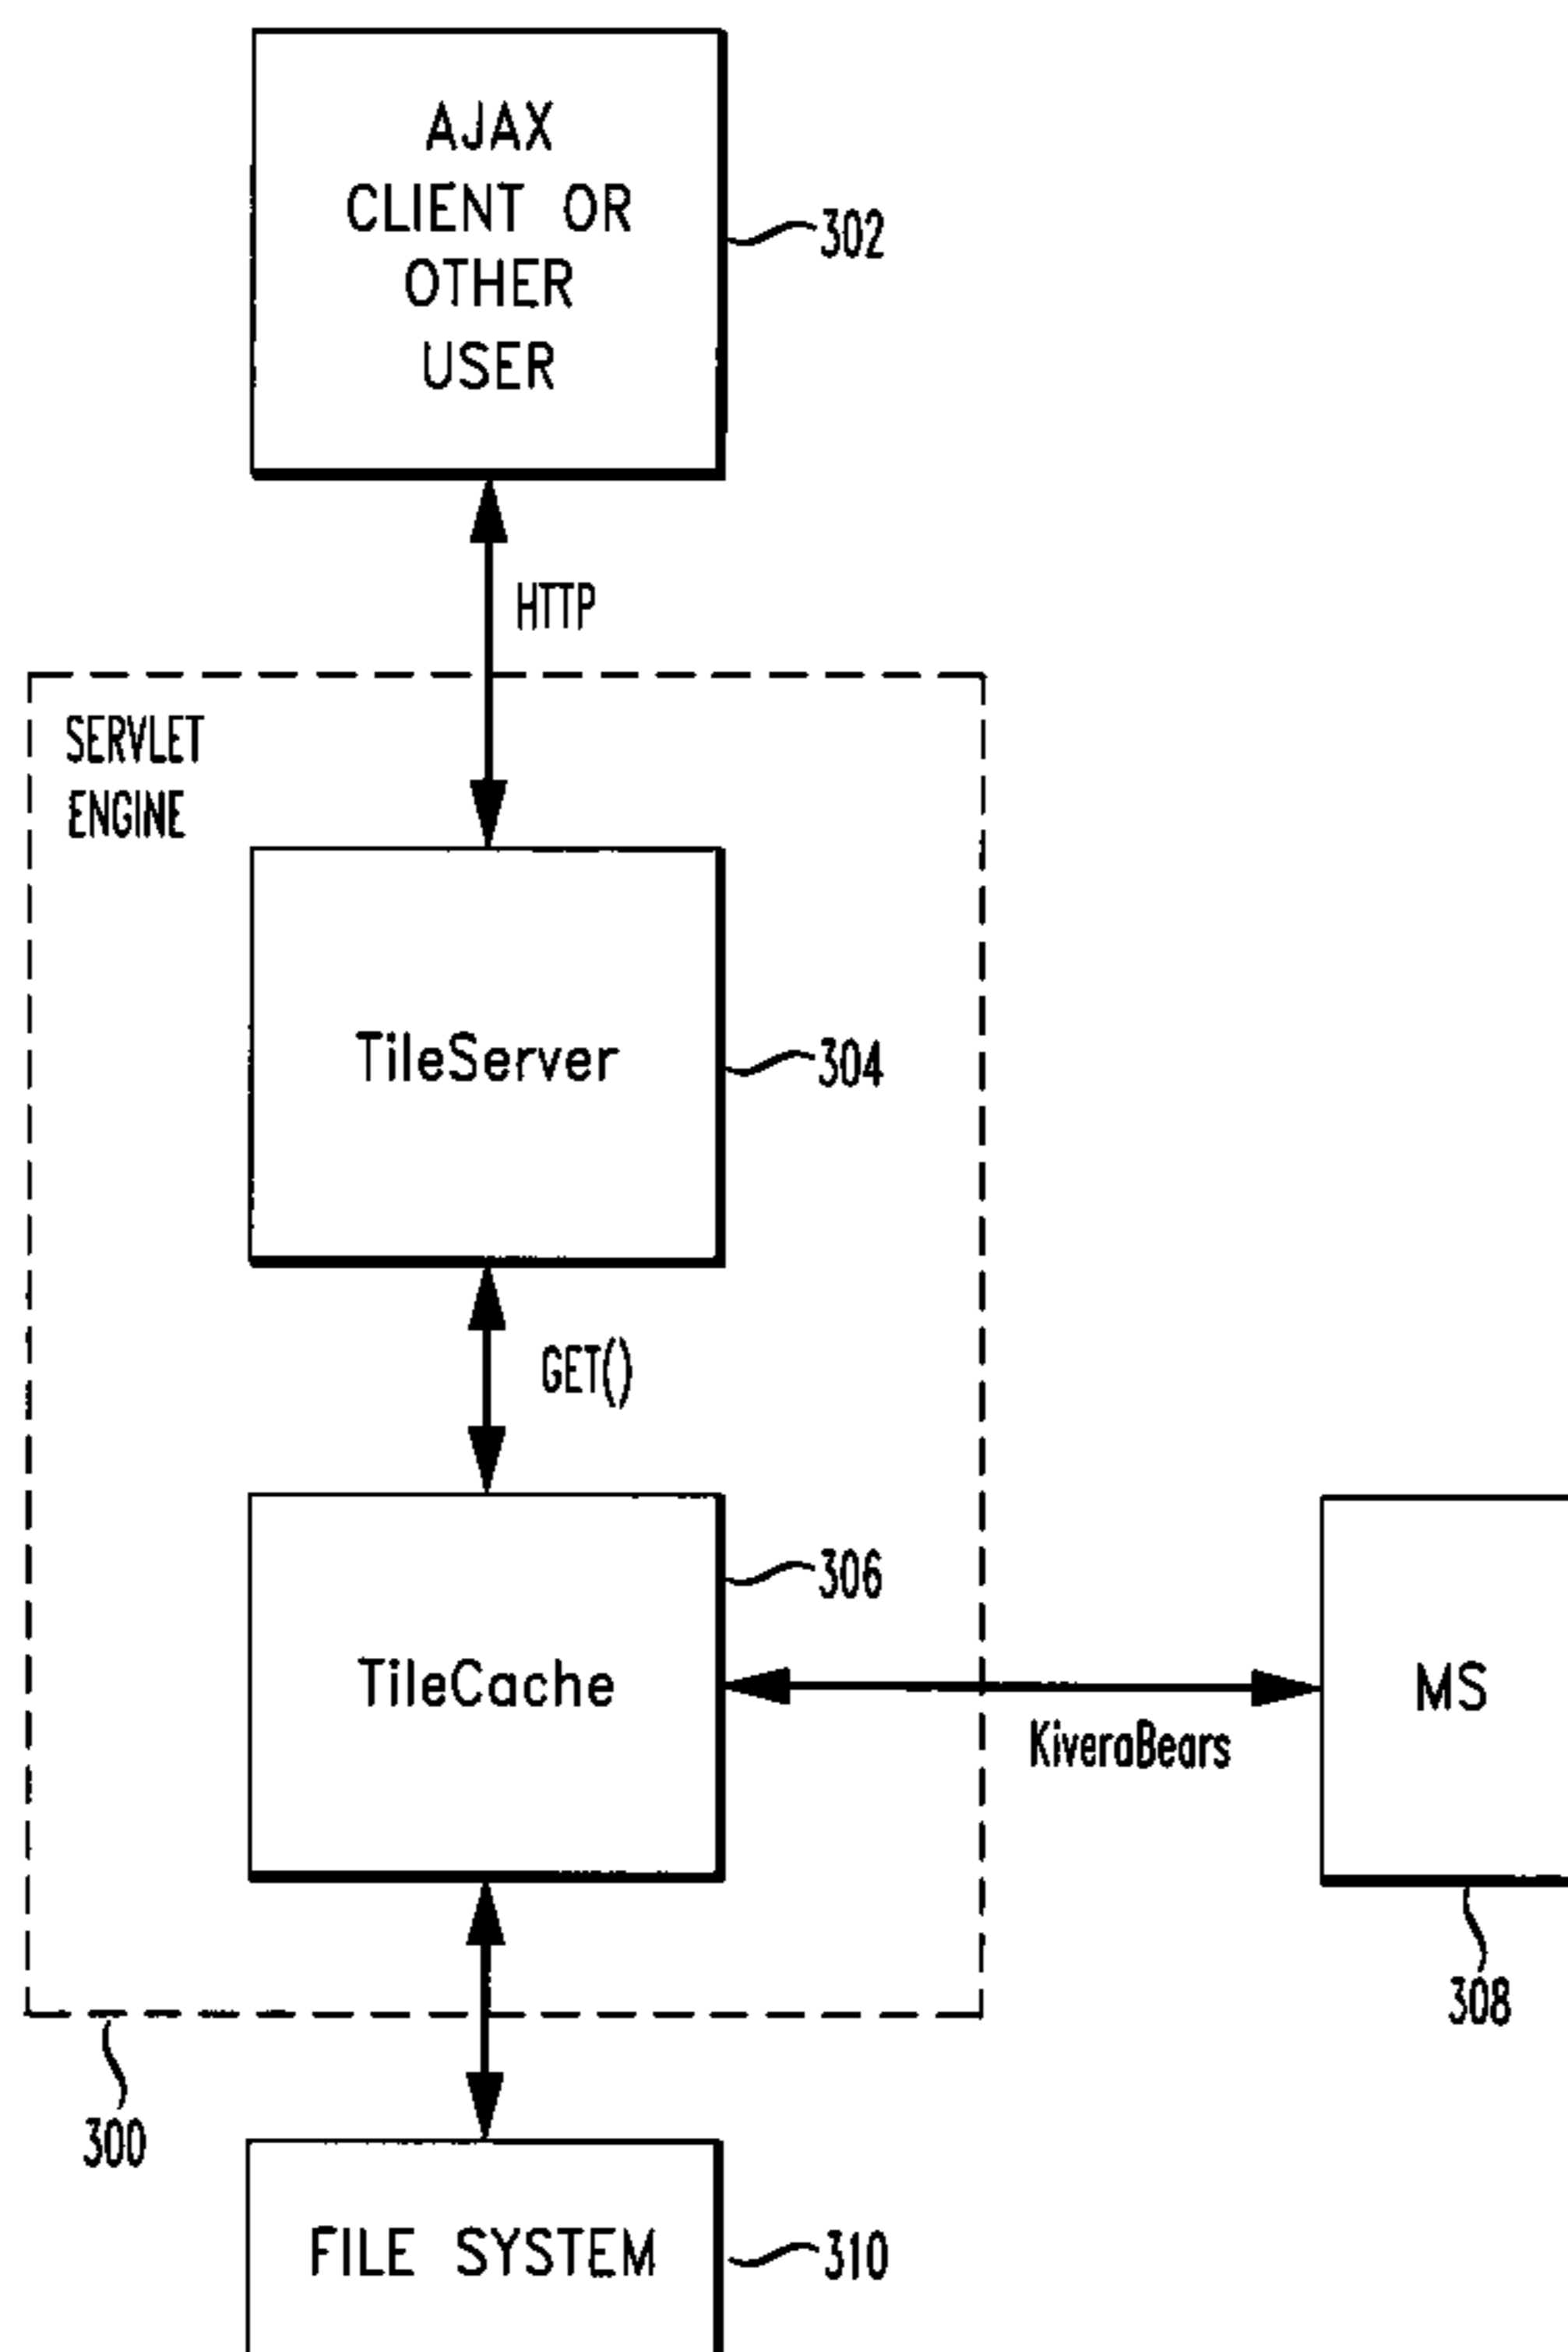 AJAX
CLIENT OR
OTHER
USER
302
HTTP
SERVLET
ENGINE
TileServer
304
GET()
306
TileCache
MS
KiveraBears
308
300
FILE SYSTEM
310